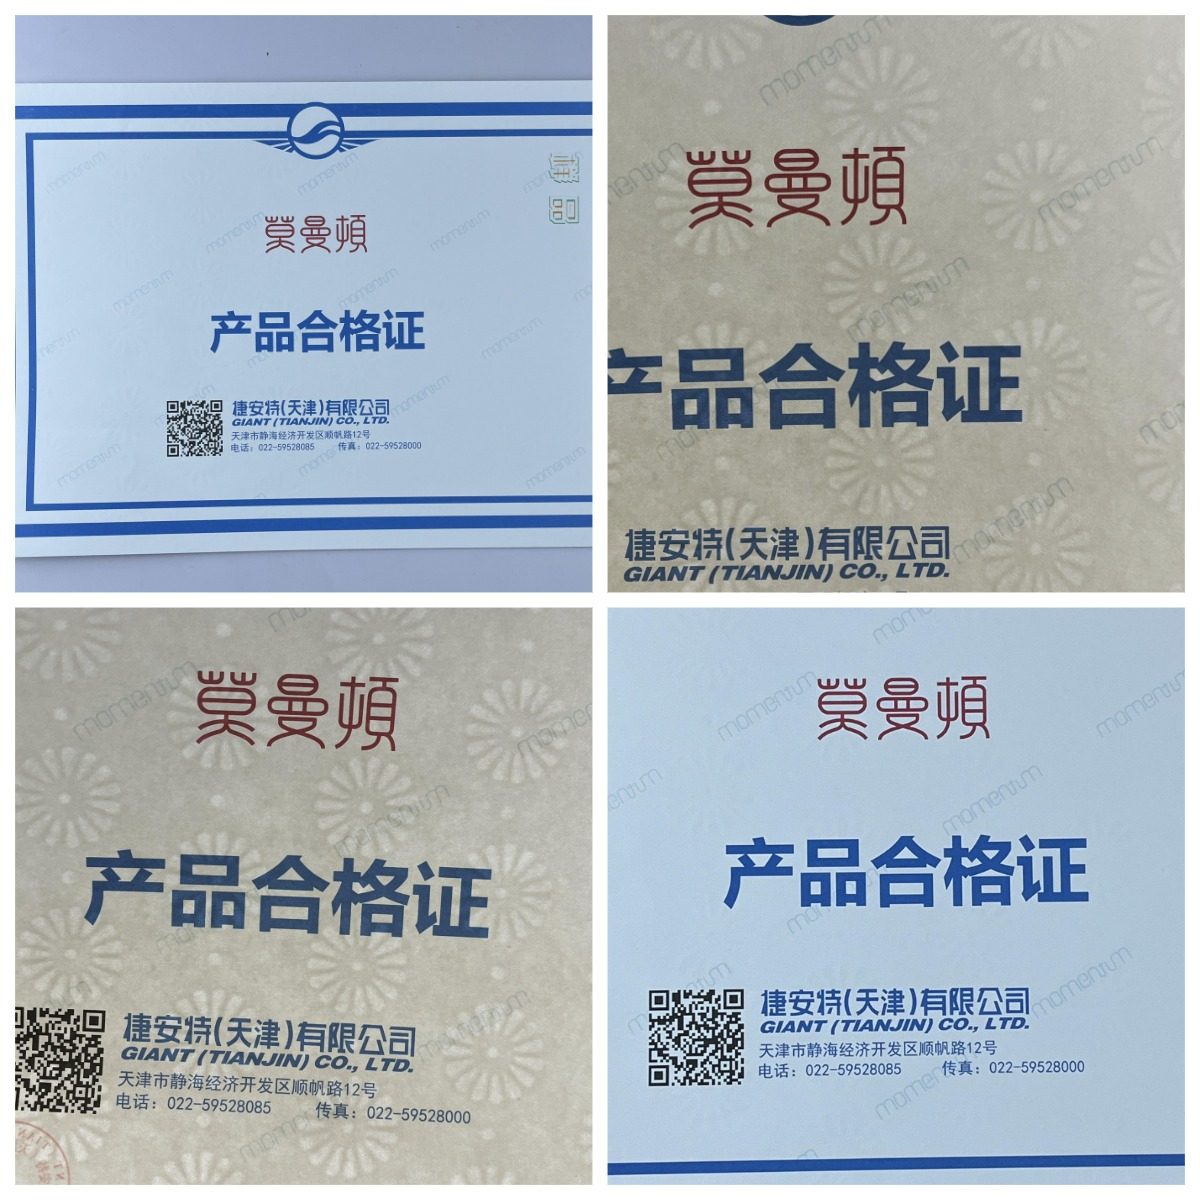 莫曼頓
产品合格证
捷安特(天津)有限公司
GIANT (TIANJIN) CO., LTD.
天津市静海经济开发区顺帆路12号
电话：022-59528085 传真：022-59528000
样品
momentum
莫曼頓
产品合格证
捷安特(天津)有限公司
GIANT (TIANJIN) CO., LTD.
momentum
莫曼頓
产品合格证
捷安特(天津)有限公司
GIANT (TIANJIN) CO., LTD.
天津市静海经济开发区顺帆路12号
电话：022-59528085 传真：022-59528000
momentum
莫曼頓
产品合格证
捷安特(天津)有限公司
GIANT (TIANJIN) CO., LTD.
天津市静海经济开发区顺帆路12号
电话：022-59528085 传真：022-59528000
momentum